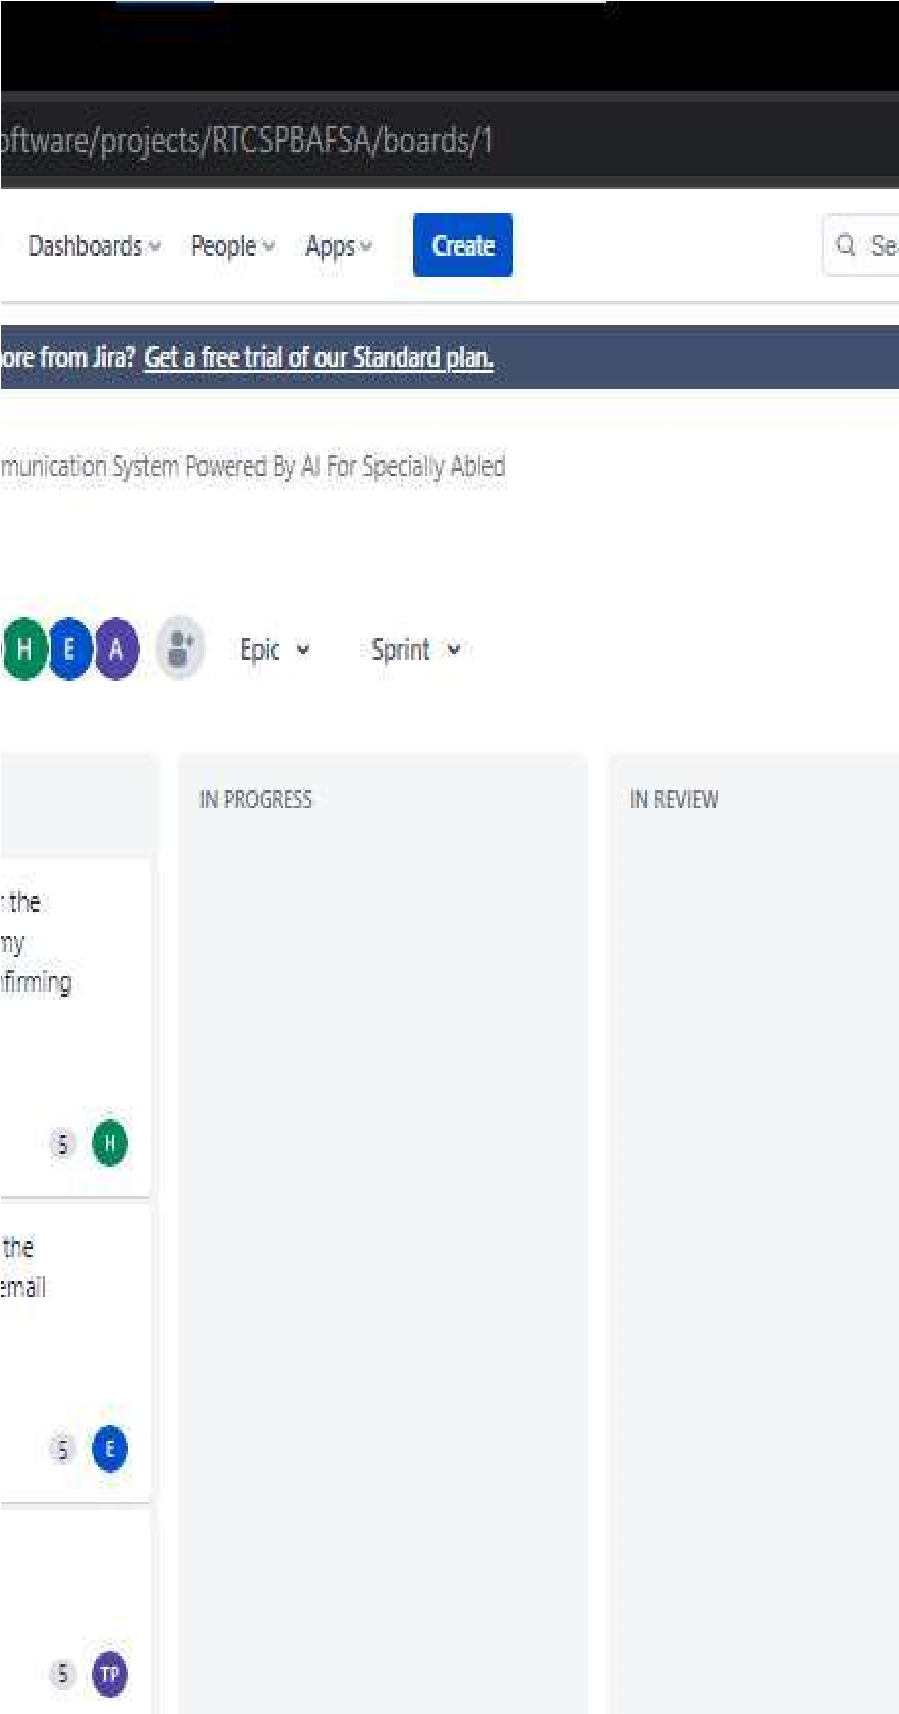 oftware/projects/RTCSPBAFSA/boards/1
Dashboards People Apps Create Se
ore from Jira? Get a free trial of our Standard plan.
munication System Powered By AI For Specially Abled
H E A Epic Sprint
IN PROGRESS IN REVIEW
the
my
firming
5 H
the
email
5 E
5 TP